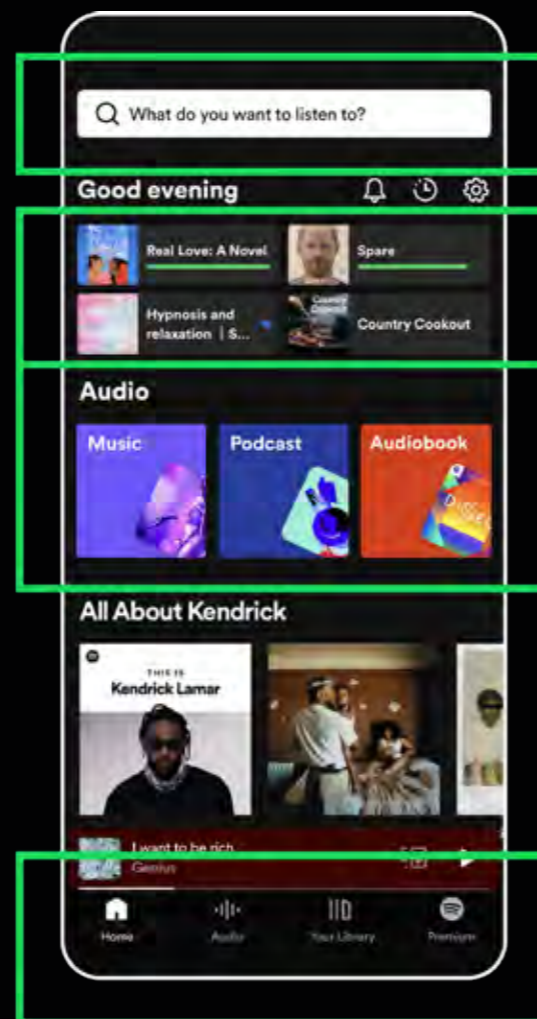 What do you want to listen to?
Good evening
Real Love: A Novel
Spare
Hypnosis and
relaxation | S...
Country Cookout
Audio
Music
Podcast
Audiobook
All About Kendrick
THIS IS
Kendrick Lamar
I want to be rich
Genius
Home
Audio
Your Library
Premium